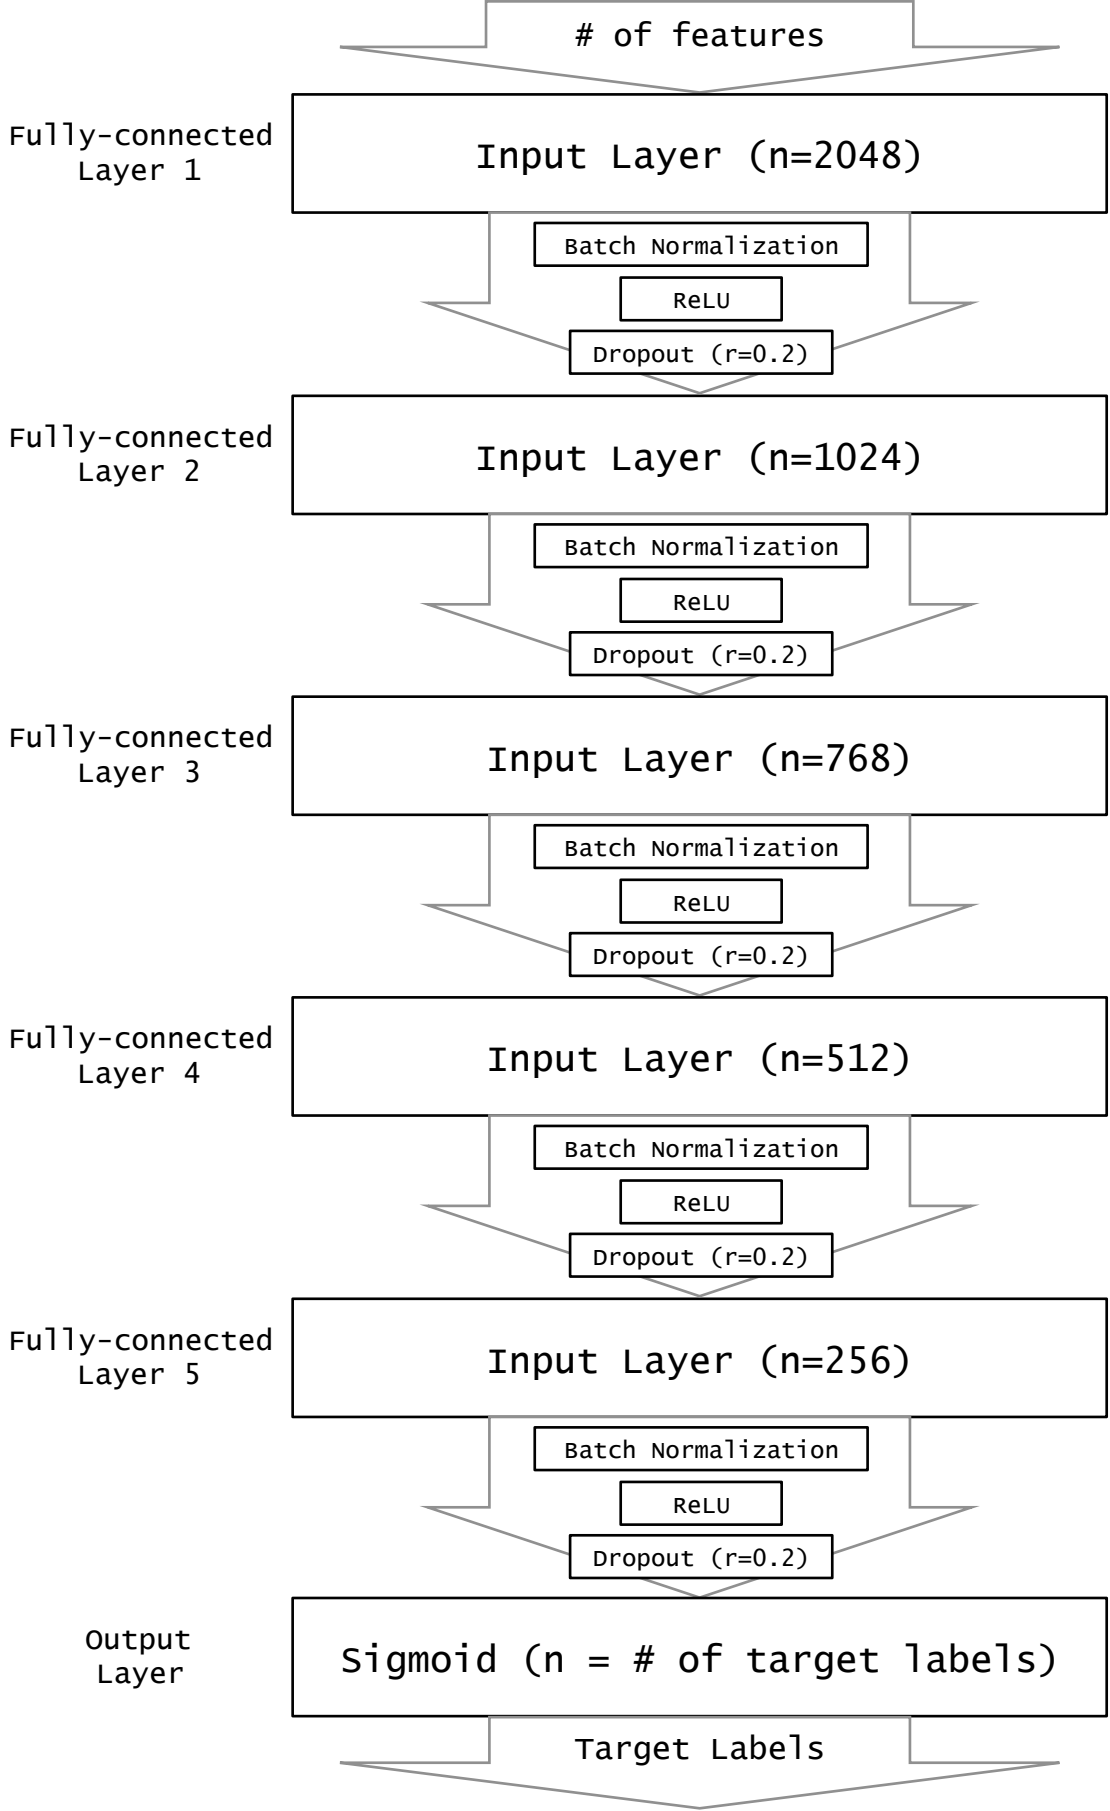 # of features
Fully-connected
Layer 1
Input Layer (n=2048)
Batch Normalization
ReLU
Dropout (r=0.2)
Fully-connected
Layer 2
Input Layer (n=1024)
Batch Normalization
ReLU
Dropout (r=0.2)
Fully-connected
Layer 3
Input Layer (n=768)
Batch Normalization
ReLU
Dropout (r=0.2)
Fully-connected
Layer 4
Input Layer (n=512)
Batch Normalization
ReLU
Dropout (r=0.2)
Fully-connected
Layer 5
Input Layer (n=256)
Batch Normalization
ReLU
Dropout (r=0.2)
Output
Layer
Sigmoid (n = # of target labels)
Target Labels